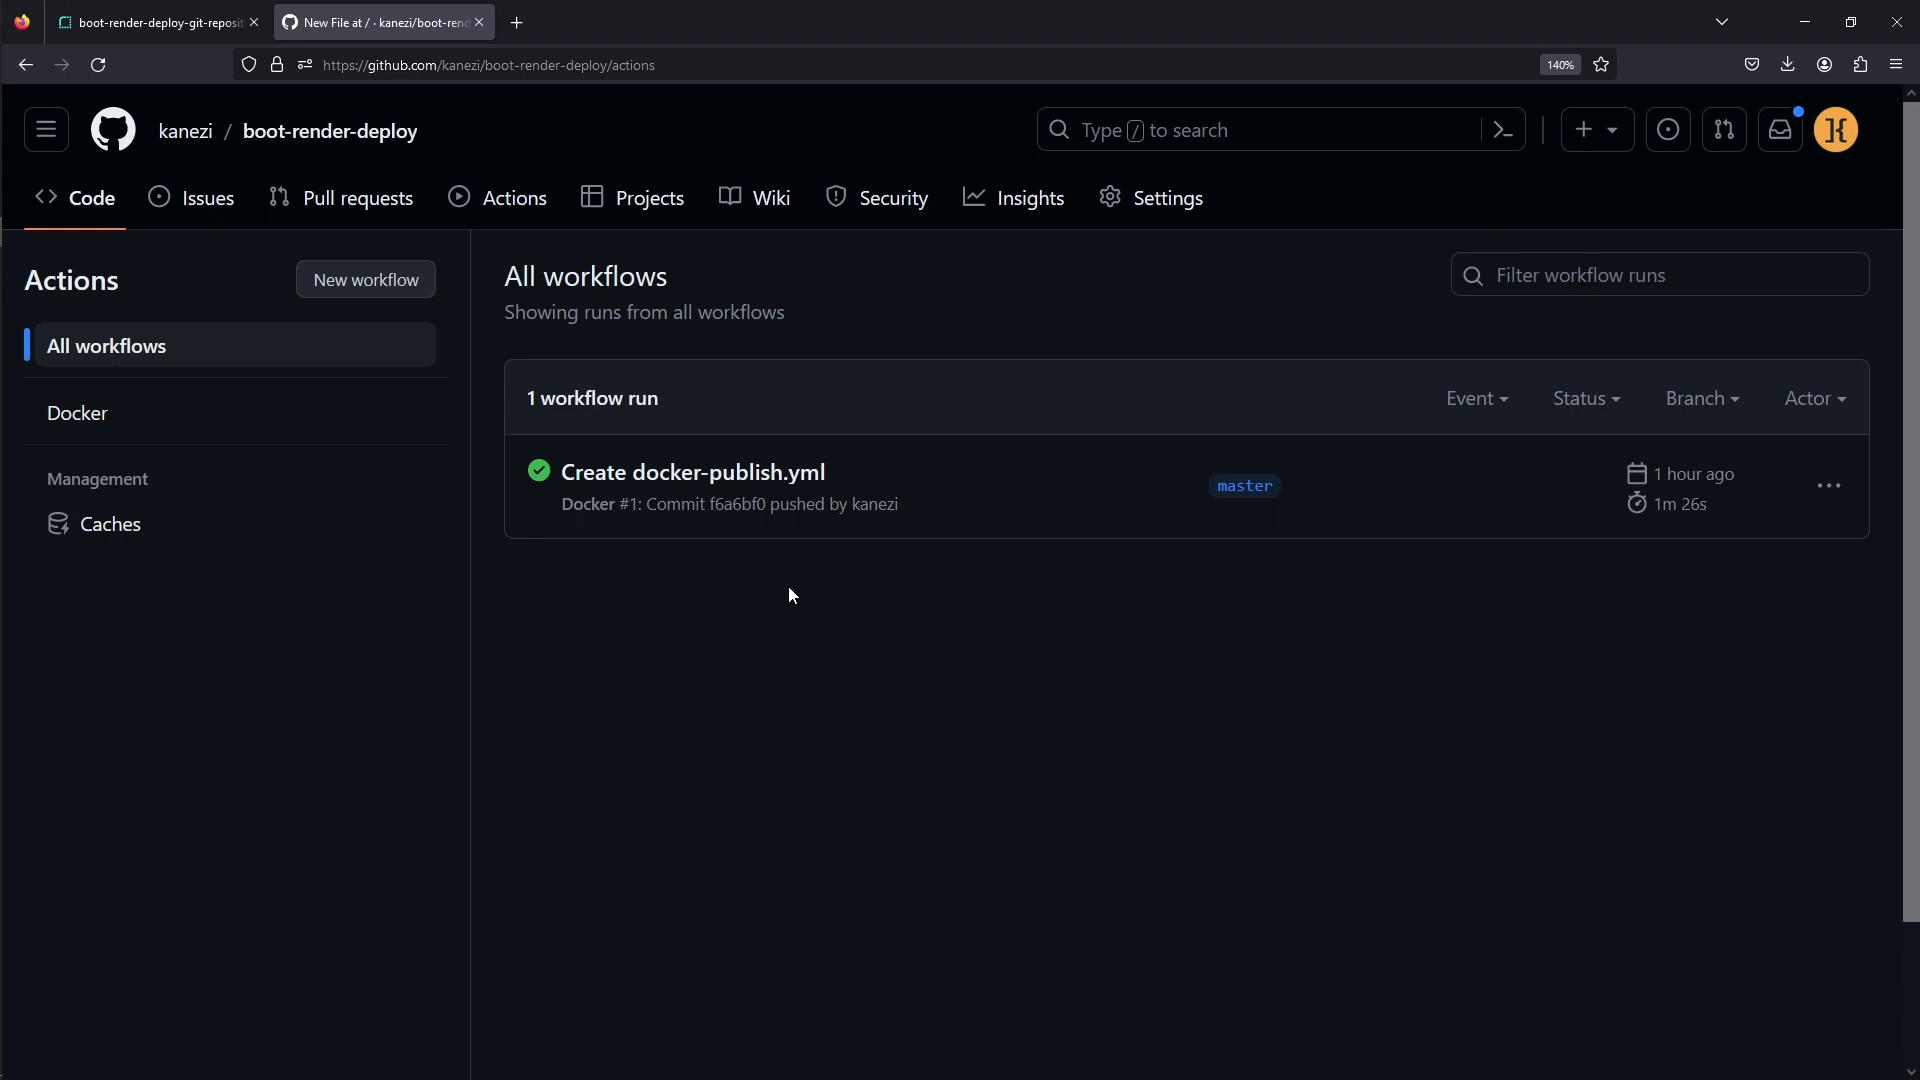 boot-render-deploy-git-reposit
New File at / · kanezi/boot-rend
https://github.com/kanezi/boot-render-deploy/actions
140%
kanezi / boot-render-deploy
Type / to search
Code
Issues
Pull requests
Actions
Projects
Wiki
Security
Insights
Settings
Actions
New workflow
All workflows
Docker
Management
Caches
All workflows
Showing runs from all workflows
Filter workflow runs
1 workflow run
Event
Status
Branch
Actor
Create docker-publish.yml
Docker #1: Commit f6a6bf0 pushed by kanezi
master
1 hour ago
1m 26s